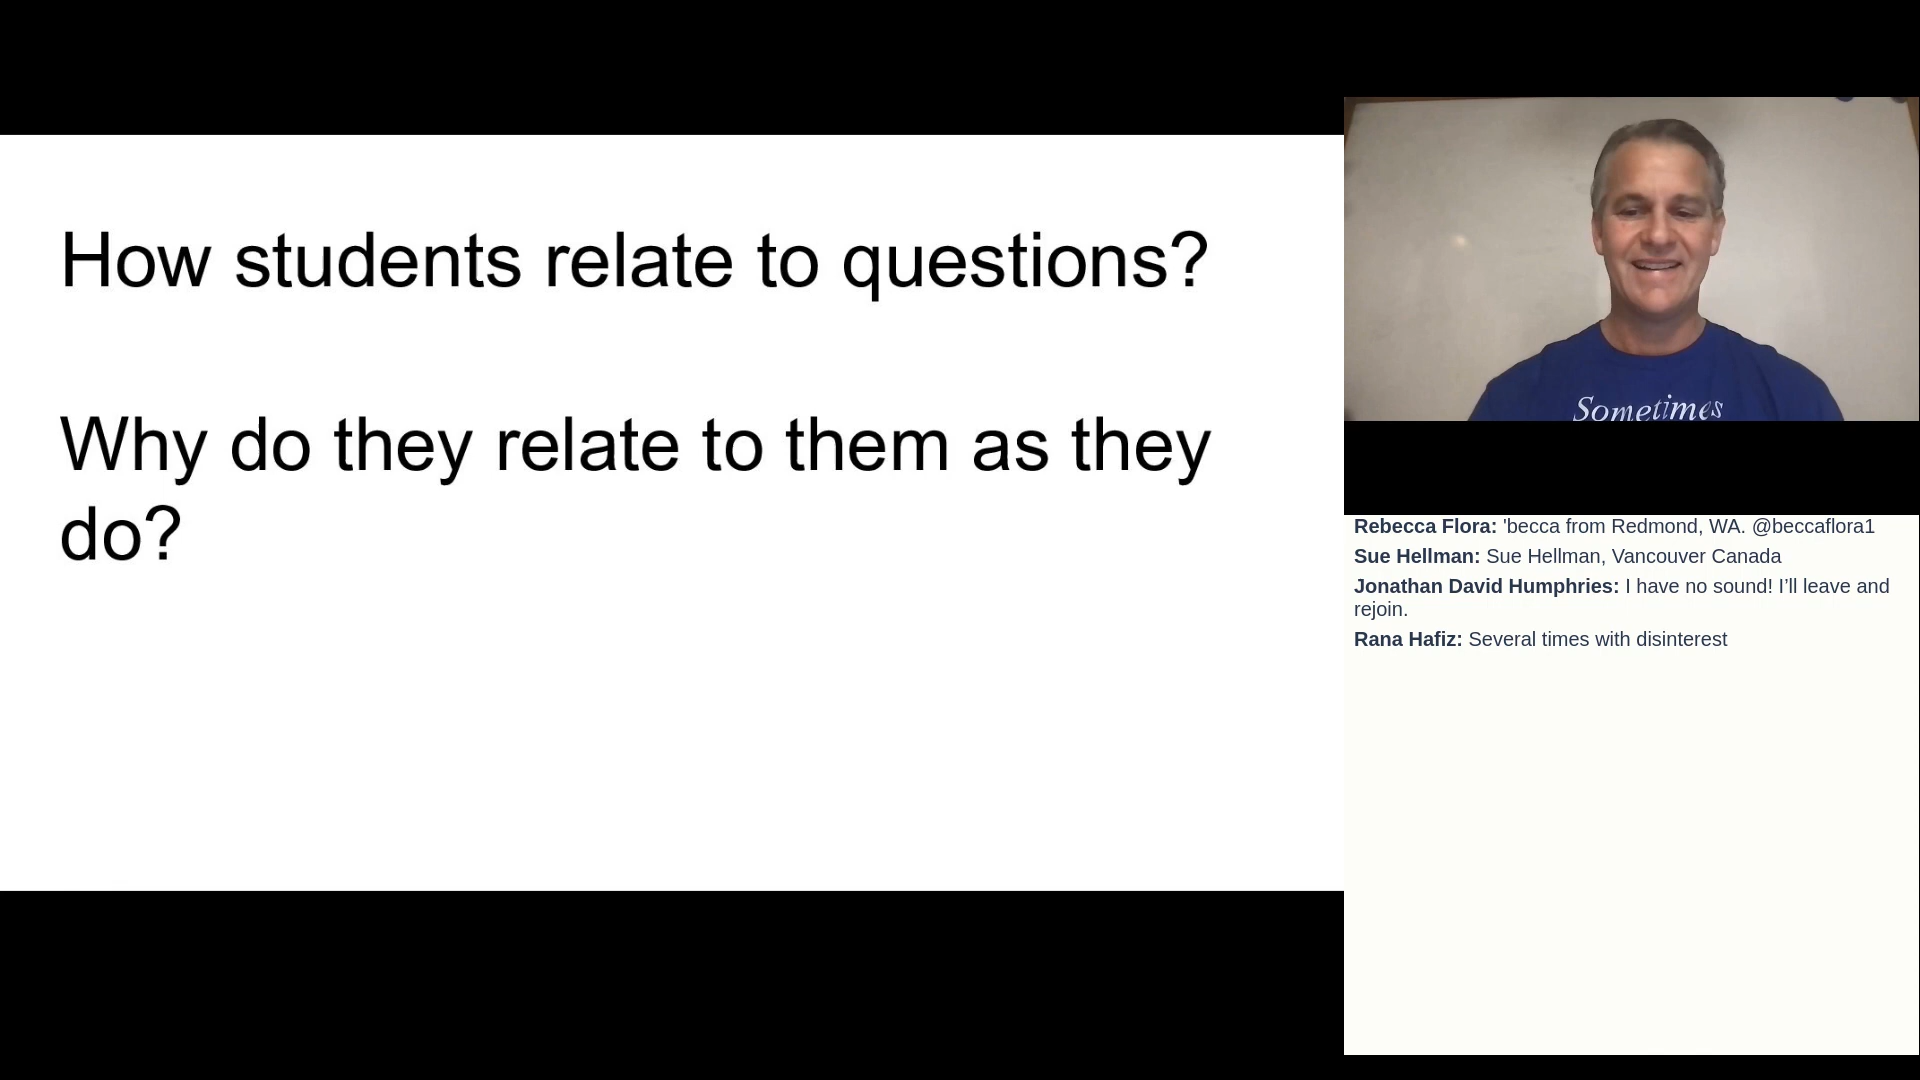 How students relate to questions?
Why do they relate to them as they
do?
Sometimes
Rebecca Flora: 'becca from Redmond, WA. @beccaflora1
Sue Hellman: Sue Hellman, Vancouver Canada
Jonathan David Humphries: I have no sound! I’ll leave and
rejoin.
Rana Hafiz: Several times with disinterest